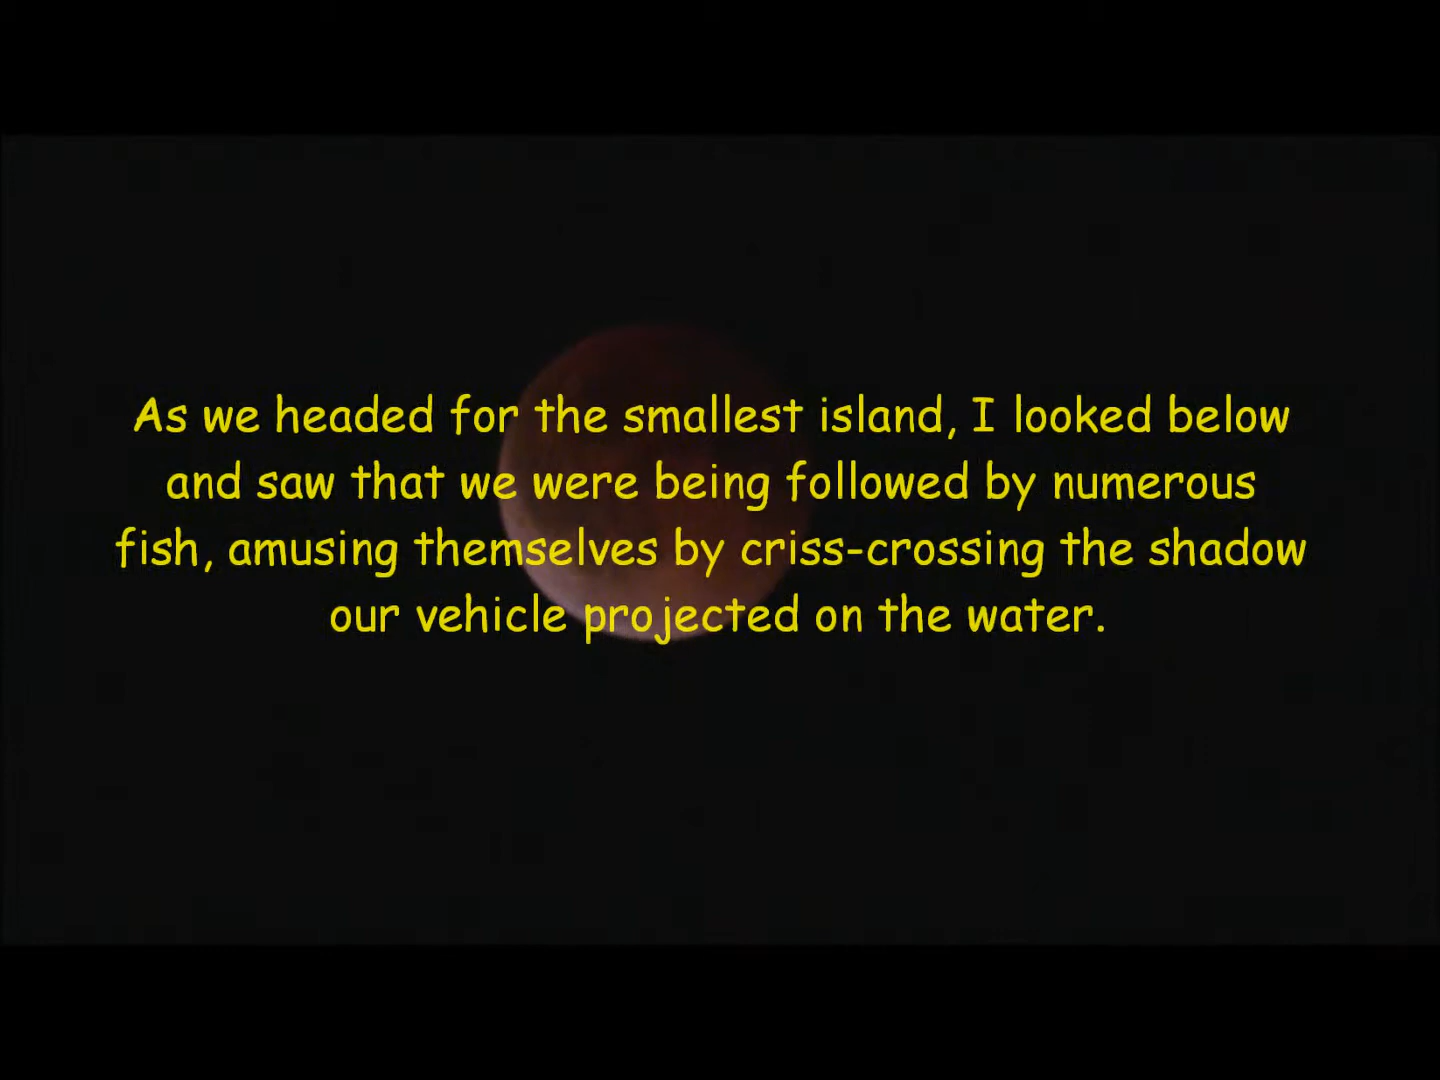 As we headed for the smallest island, I looked below
and saw that we were being followed by numerous
fish, amusing themselves by criss-crossing the shadow
our vehicle projected on the water.